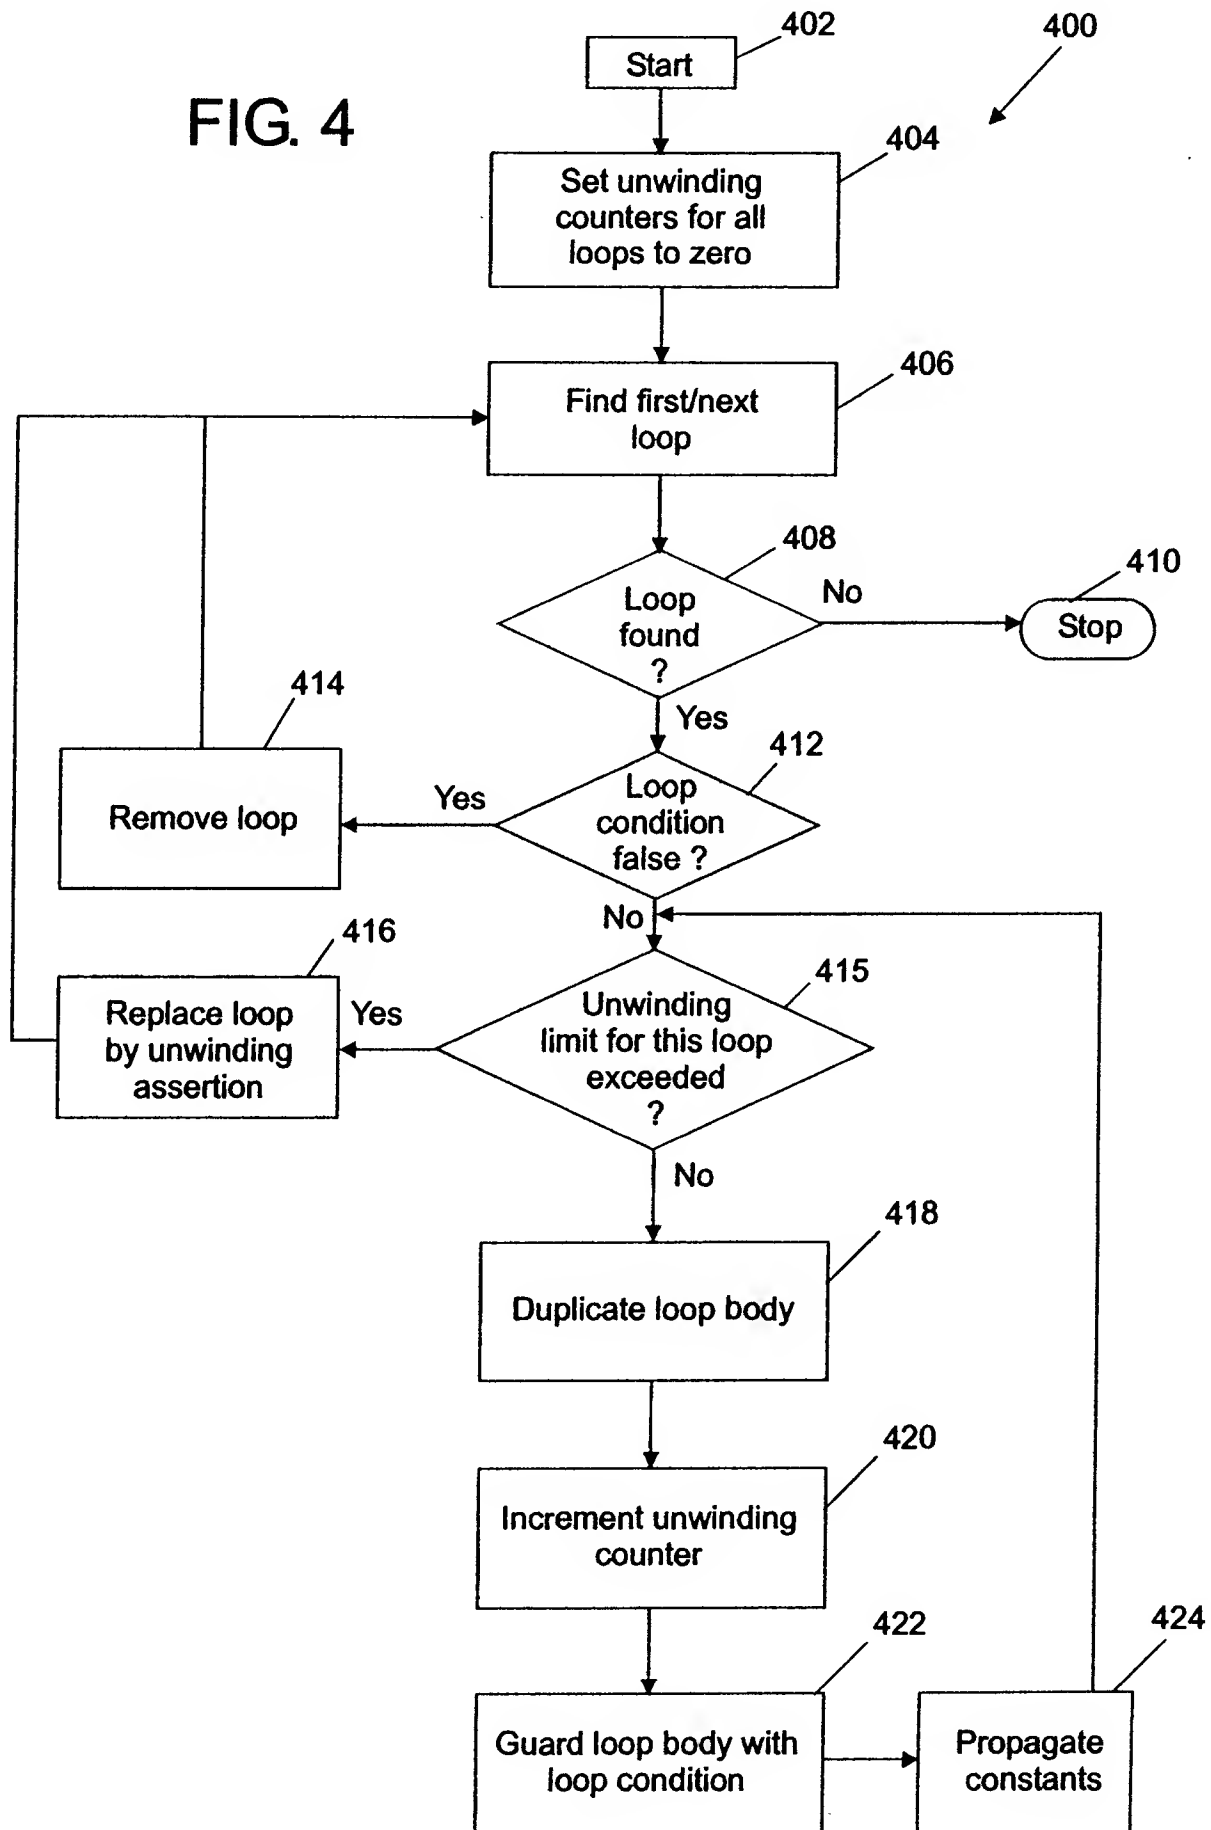 402
400
Start
FIG. 4
404
Set unwinding
counters for all
loops to zero
406
Find first/next
loop
408
Loop
found
?
No
410
Stop
Yes
414
412
Remove loop
Yes
Loop
condition
false ?
No
416
415
Replace loop
by unwinding
assertion
Yes
Unwinding
limit for this loop
exceeded
?
No
418
Duplicate loop body
420
Increment unwinding
counter
422
424
Guard loop body with
loop condition
Propagate
constants